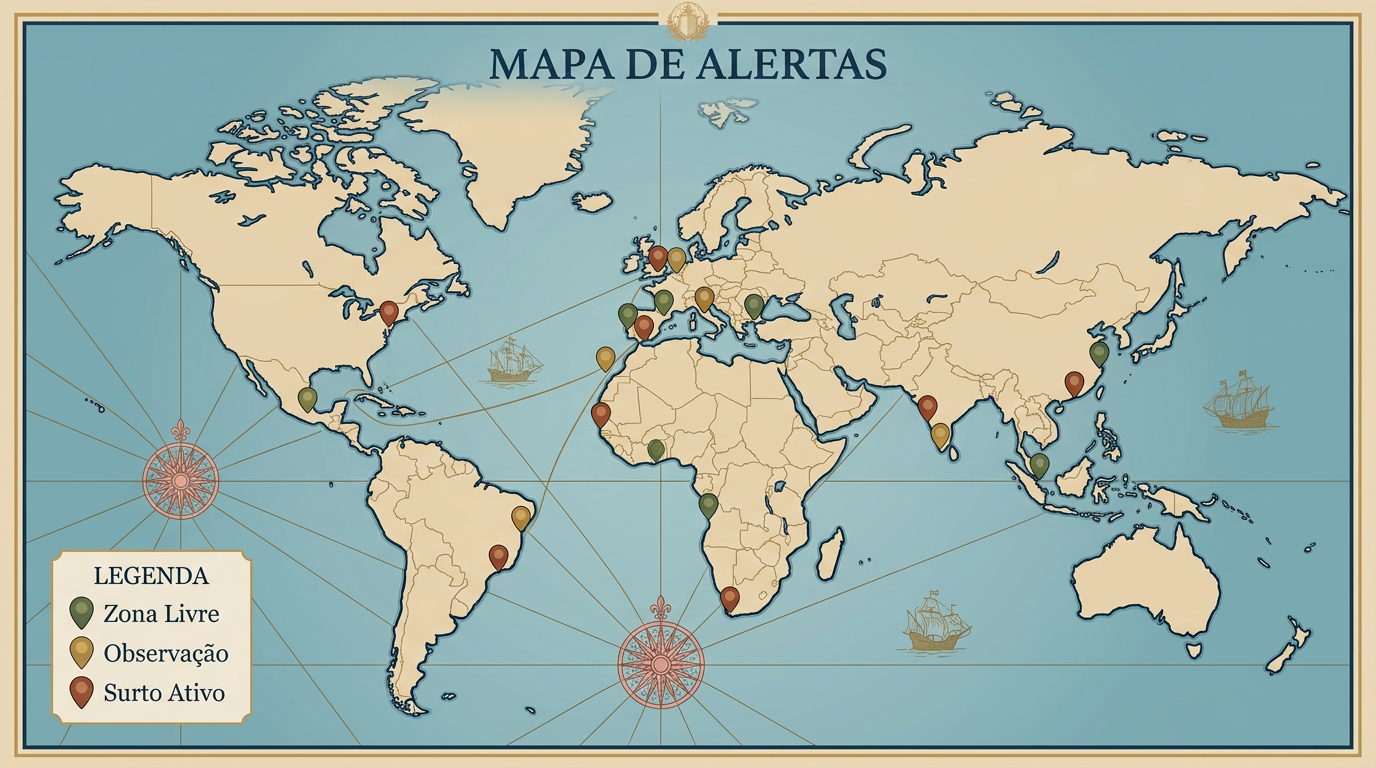 MAPA DE ALERTAS
LEGENDA
Zona Livre
Observação
Surto Ativo